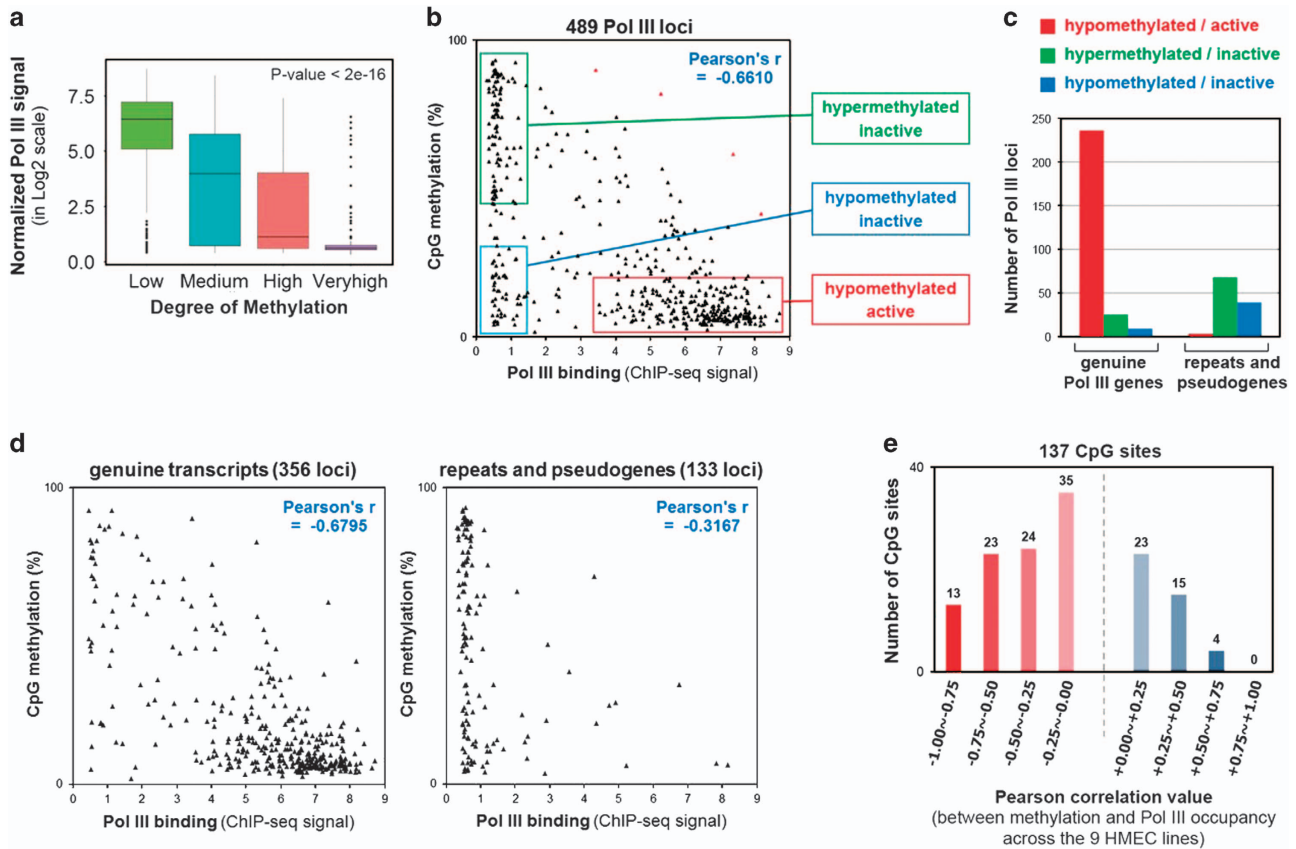 a
Normalized Pol III signal
(in Log2 scale)
P-value < 2e-16
7.5
5.0
2.5
0.0
Low Medium High Veryhigh
Degree of Methylation
b
489 Pol III loci
Pearson's r
= -0.6610
CpG methylation (%)
100
0
0 1 2 3 4 5 6 7 8 9
Pol III binding (ChIP-seq signal)
hypermethylated
inactive
hypomethylated
inactive
hypomethylated
active
c
hypomethylated / active
hypermethylated / inactive
hypomethylated / inactive
Number of Pol III loci
250
200
150
100
50
0
genuine
Pol III genes
repeats and
pseudogenes
d
genuine transcripts (356 loci)
Pearson's r
= -0.6795
CpG methylation (%)
100
0
0 1 2 3 4 5 6 7 8 9
Pol III binding (ChIP-seq signal)
repeats and pseudogenes (133 loci)
Pearson's r
= -0.3167
CpG methylation (%)
100
0
0 1 2 3 4 5 6 7 8 9
Pol III binding (ChIP-seq signal)
e
137 CpG sites
Number of CpG sites
40
0
13
23
24
35
23
15
4
0
-1.00~-0.75
-0.75~-0.50
-0.50~-0.25
-0.25~-0.00
+0.00~+0.25
+0.25~+0.50
+0.50~+0.75
+0.75~+1.00
Pearson correlation value
(between methylation and Pol III occupancy
across the 9 HMEC lines)